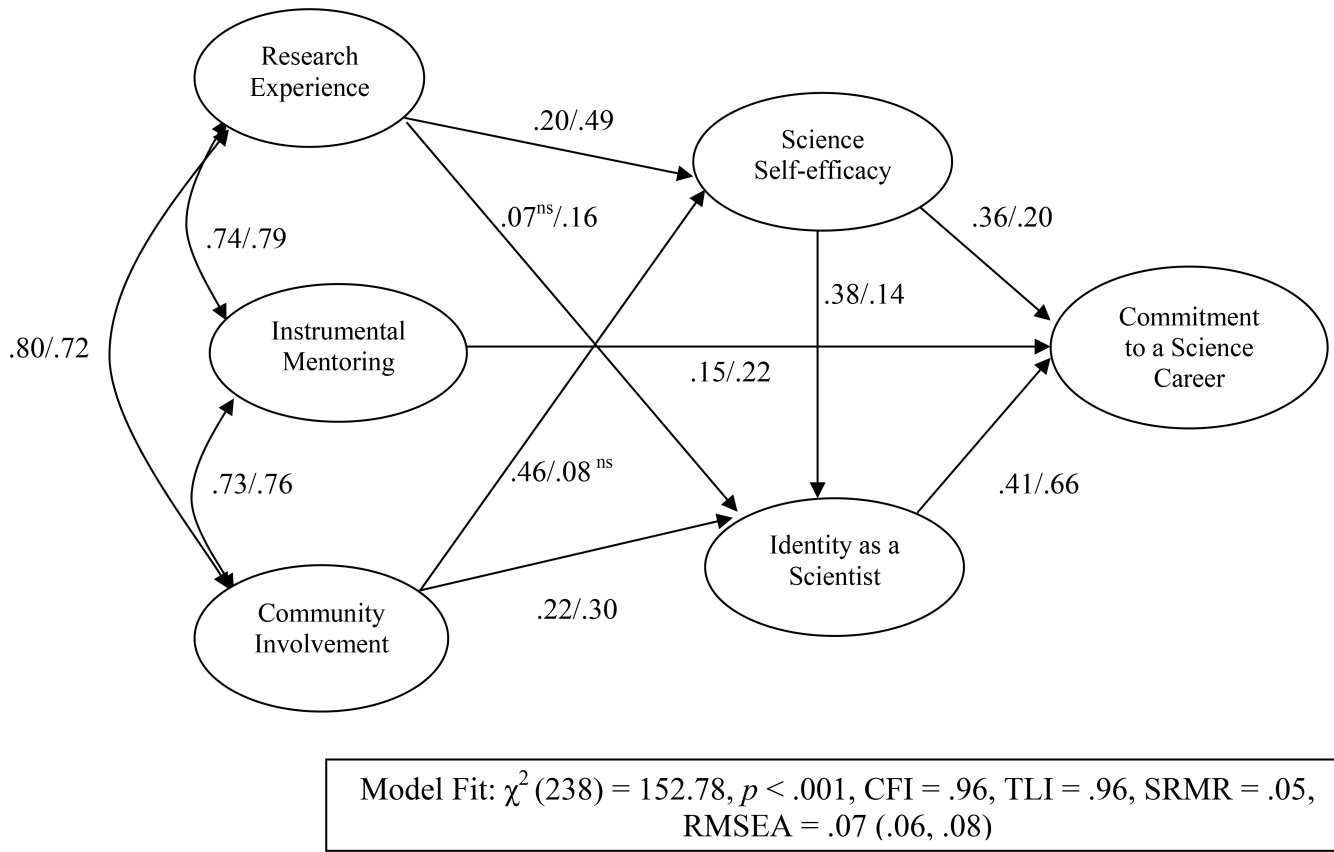 Research
Experience
.20/.49
Science
Self-efficacy
.07ns/.16
.36/.20
.74/.79
.38/.14
Instrumental
Mentoring
Commitment
to a Science
Career
.80/.72
.15/.22
.73/.76
.46/.08 ns
.41/.66
Identity as a
Scientist
.22/.30
Community
Involvement
Model Fit: χ2 (238) = 152.78, p < .001, CFI = .96, TLI = .96, SRMR = .05,
RMSEA = .07 (.06, .08)